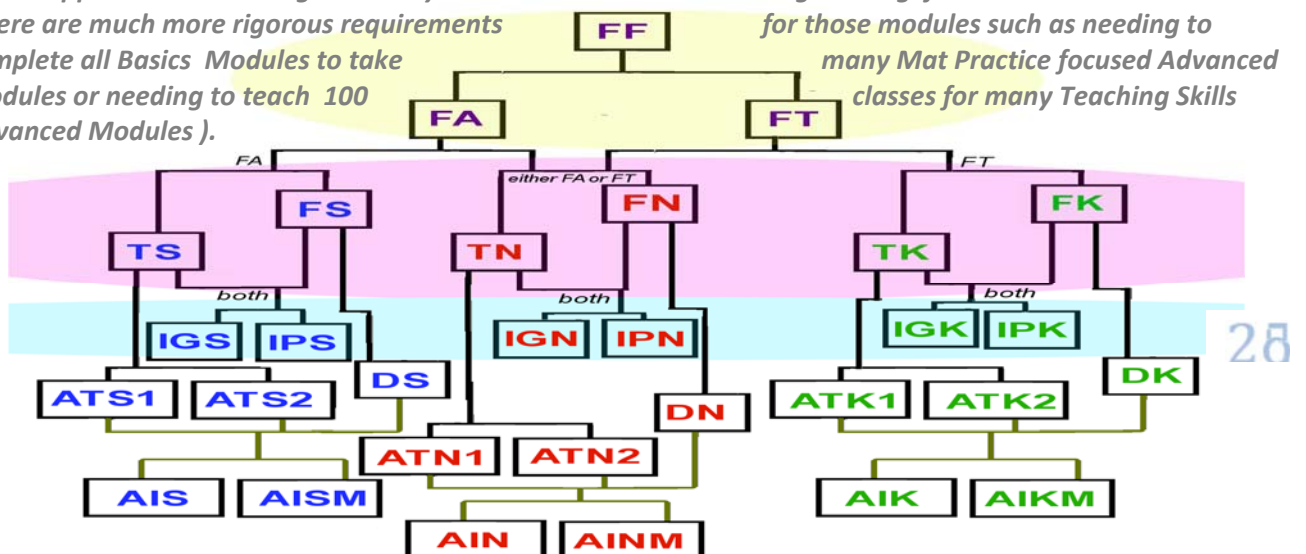 ere are much more rigorous requirements for those modules such as needing to
mplete all Basics Modules to take many Mat Practice focused Advanced
odules or needing to teach 100 classes for many Teaching Skills
vanced Modules ).
FF
FA FT
FA either FA or FT FT
FS FN FK
TS TN TK
both both both
IGS IPS IGN IPN IGK IPK
DS DK
ATS1 ATS2 DN ATK1 ATK2
ATN1 ATN2
AIS AISM AIK AIKM
AIN AINM